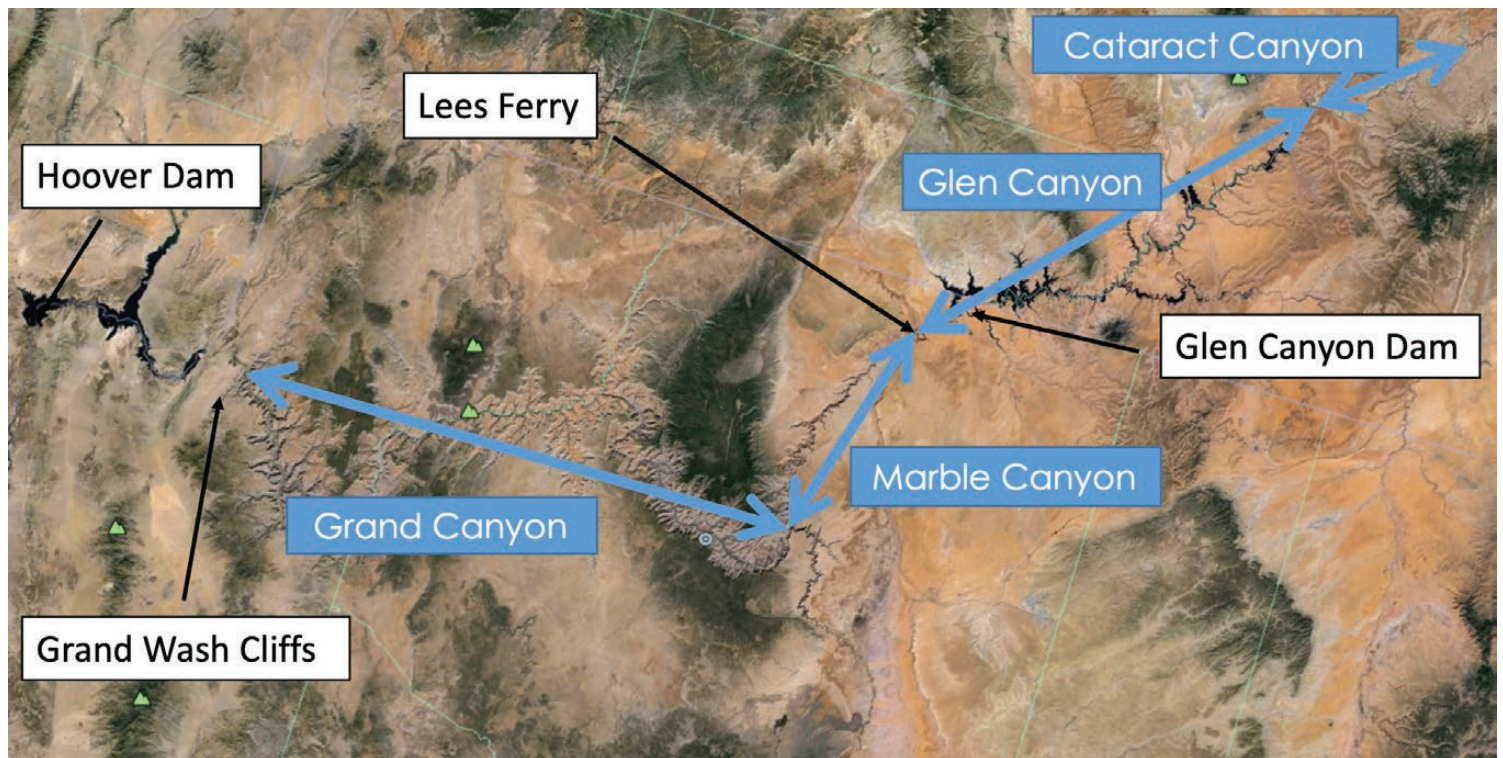 Cataract Canyon
Lees Ferry
Hoover Dam
Glen Canyon
Glen Canyon Dam
Marble Canyon
Grand Canyon
Grand Wash Cliffs